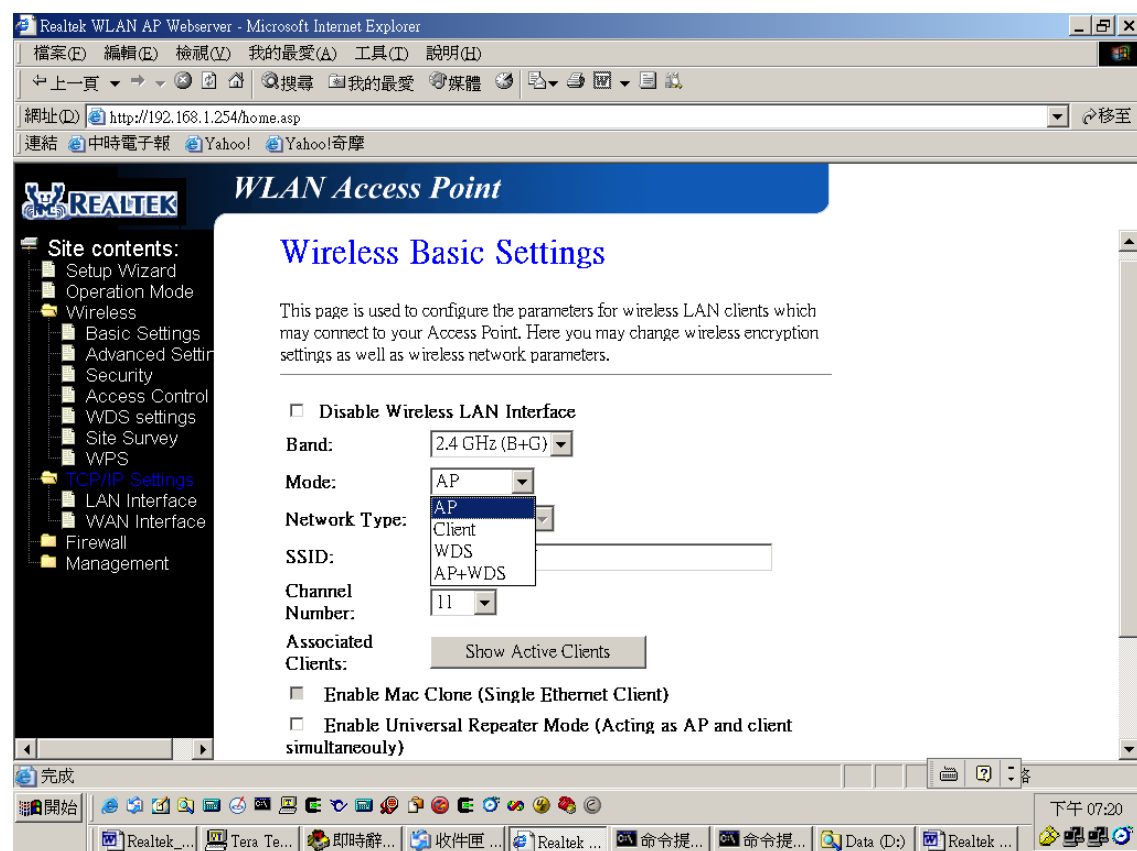 Realtek WLAN AP Webserver - Microsoft Internet Explorer
檔案(F) 編輯(E) 檢視(V) 我的最愛(A) 工具(T) 說明(H)
上一頁 搜尋 我的最愛 媒體
網址(D) http://192.168.1.254/home.asp 移至
連結 中時電子報 Yahoo! Yahoo!奇摩
REALTEK
WLAN Access Point
Site contents:
Setup Wizard
Operation Mode
Wireless
Basic Settings
Advanced Settin
Security
Access Control
WDS settings
Site Survey
WPS
TCP/IP Settings
LAN Interface
WAN Interface
Firewall
Management
Wireless Basic Settings
This page is used to configure the parameters for wireless LAN clients which
may connect to your Access Point. Here you may change wireless encryption
settings as well as wireless network parameters.
Disable Wireless LAN Interface
Band: 2.4 GHz (B+G)
Mode: AP
AP
Client
WDS
AP+WDS
Network Type:
SSID:
Channel
Number: 11
Associated
Clients: Show Active Clients
Enable Mac Clone (Single Ethernet Client)
Enable Universal Repeater Mode (Acting as AP and client
simultaneouly)
完成
開始
下午 07:20
Realtek_... Tera Te... 即時辭... 收件匣 ... Realtek ... 命令提... 命令提... Data (D:) Realtek ...